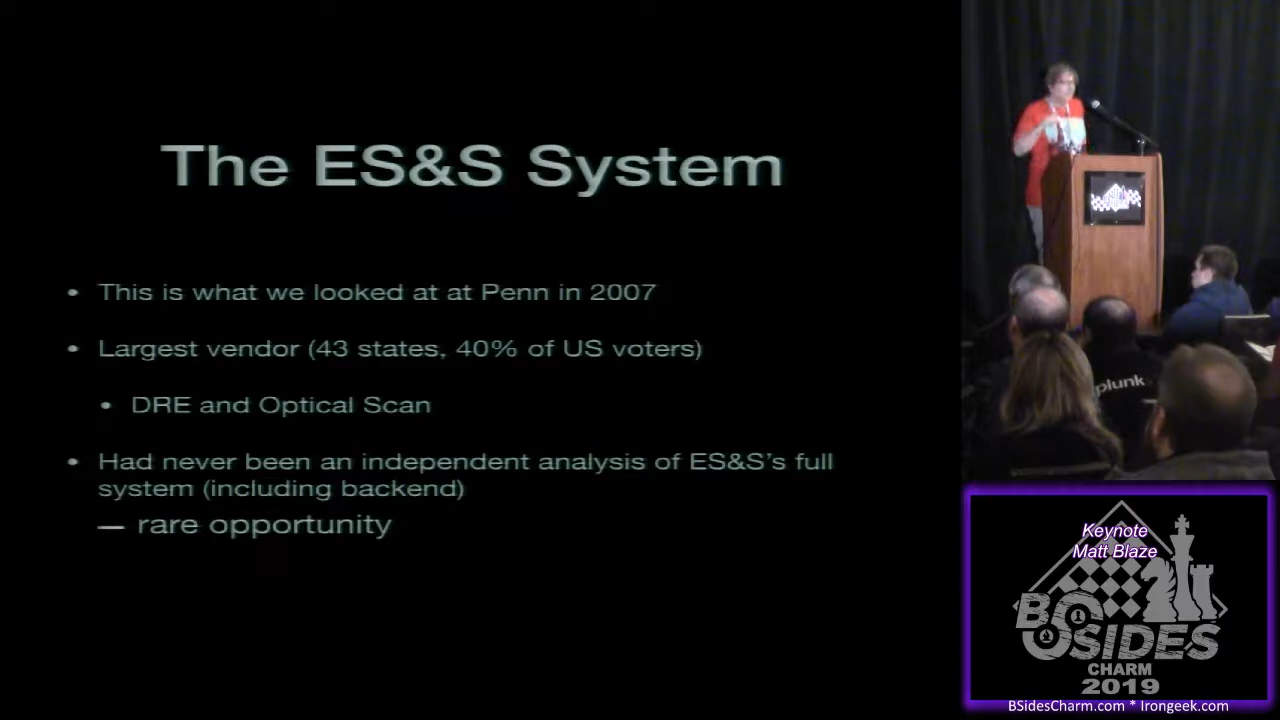 The ES&S System
• This is what we looked at at Penn in 2007
• Largest vendor (43 states, 40% of US voters)
• DRE and Optical Scan
• Had never been an independent analysis of ES&S's full
system (including backend)
— rare opportunity
plunk
Keynote
Matt Blaze
BSIDES
CHARM
2019
BSidesCharm.com * Irongeek.com